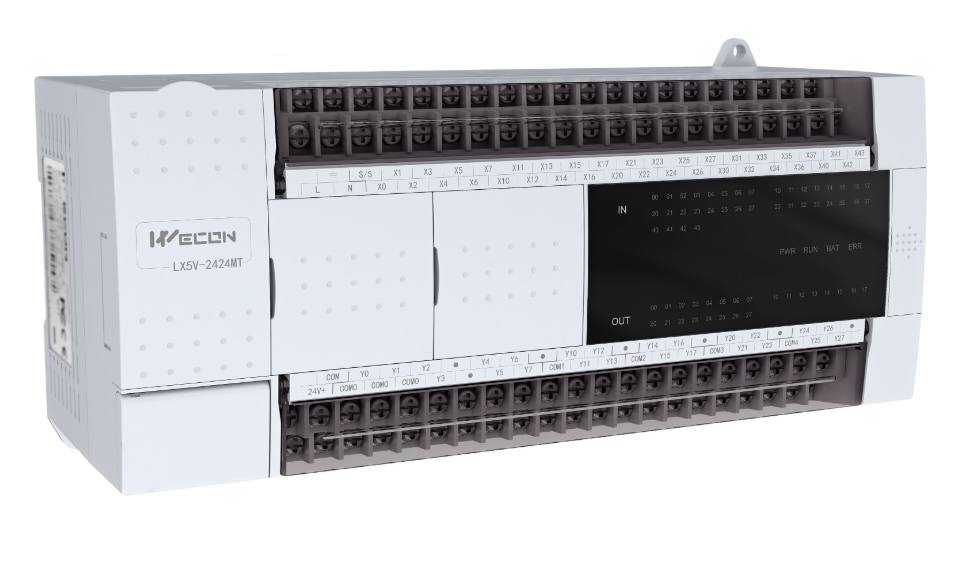 S/S X1 X3 X5 X7 X11 X13 X15 X17 X21 X23 X25 X27 X31 X33 X35 X37 X41 X43
L N X0 X2 X4 X6 X10 X12 X14 X16 X20 X22 X24 X26 X30 X32 X34 X36 X40 X42
WECON
LX5V-2424MT
00 01 02 03 04 05 06 07 10 11 12 13 14 15 16 17
IN
20 21 22 23 24 25 26 27 31 32 33 34 35 36 37
40 41 42 43
PWR RUN BAT ERR
00 01 02 03 04 05 06 07 10 11 12 13 14 15 16 17
OUT
20 21 22 23 24 25 26 27
COM Y0 Y1 Y2 • Y4 Y6 • Y10 Y12 • Y14 Y16 • Y20 Y22 • Y24 Y26 •
24V+ COM0 COM0 COM0 Y3 • Y5 Y7 COM1 Y11 Y13 COM2 Y15 Y17 COM3 Y21 Y23 COM4 Y25 Y27